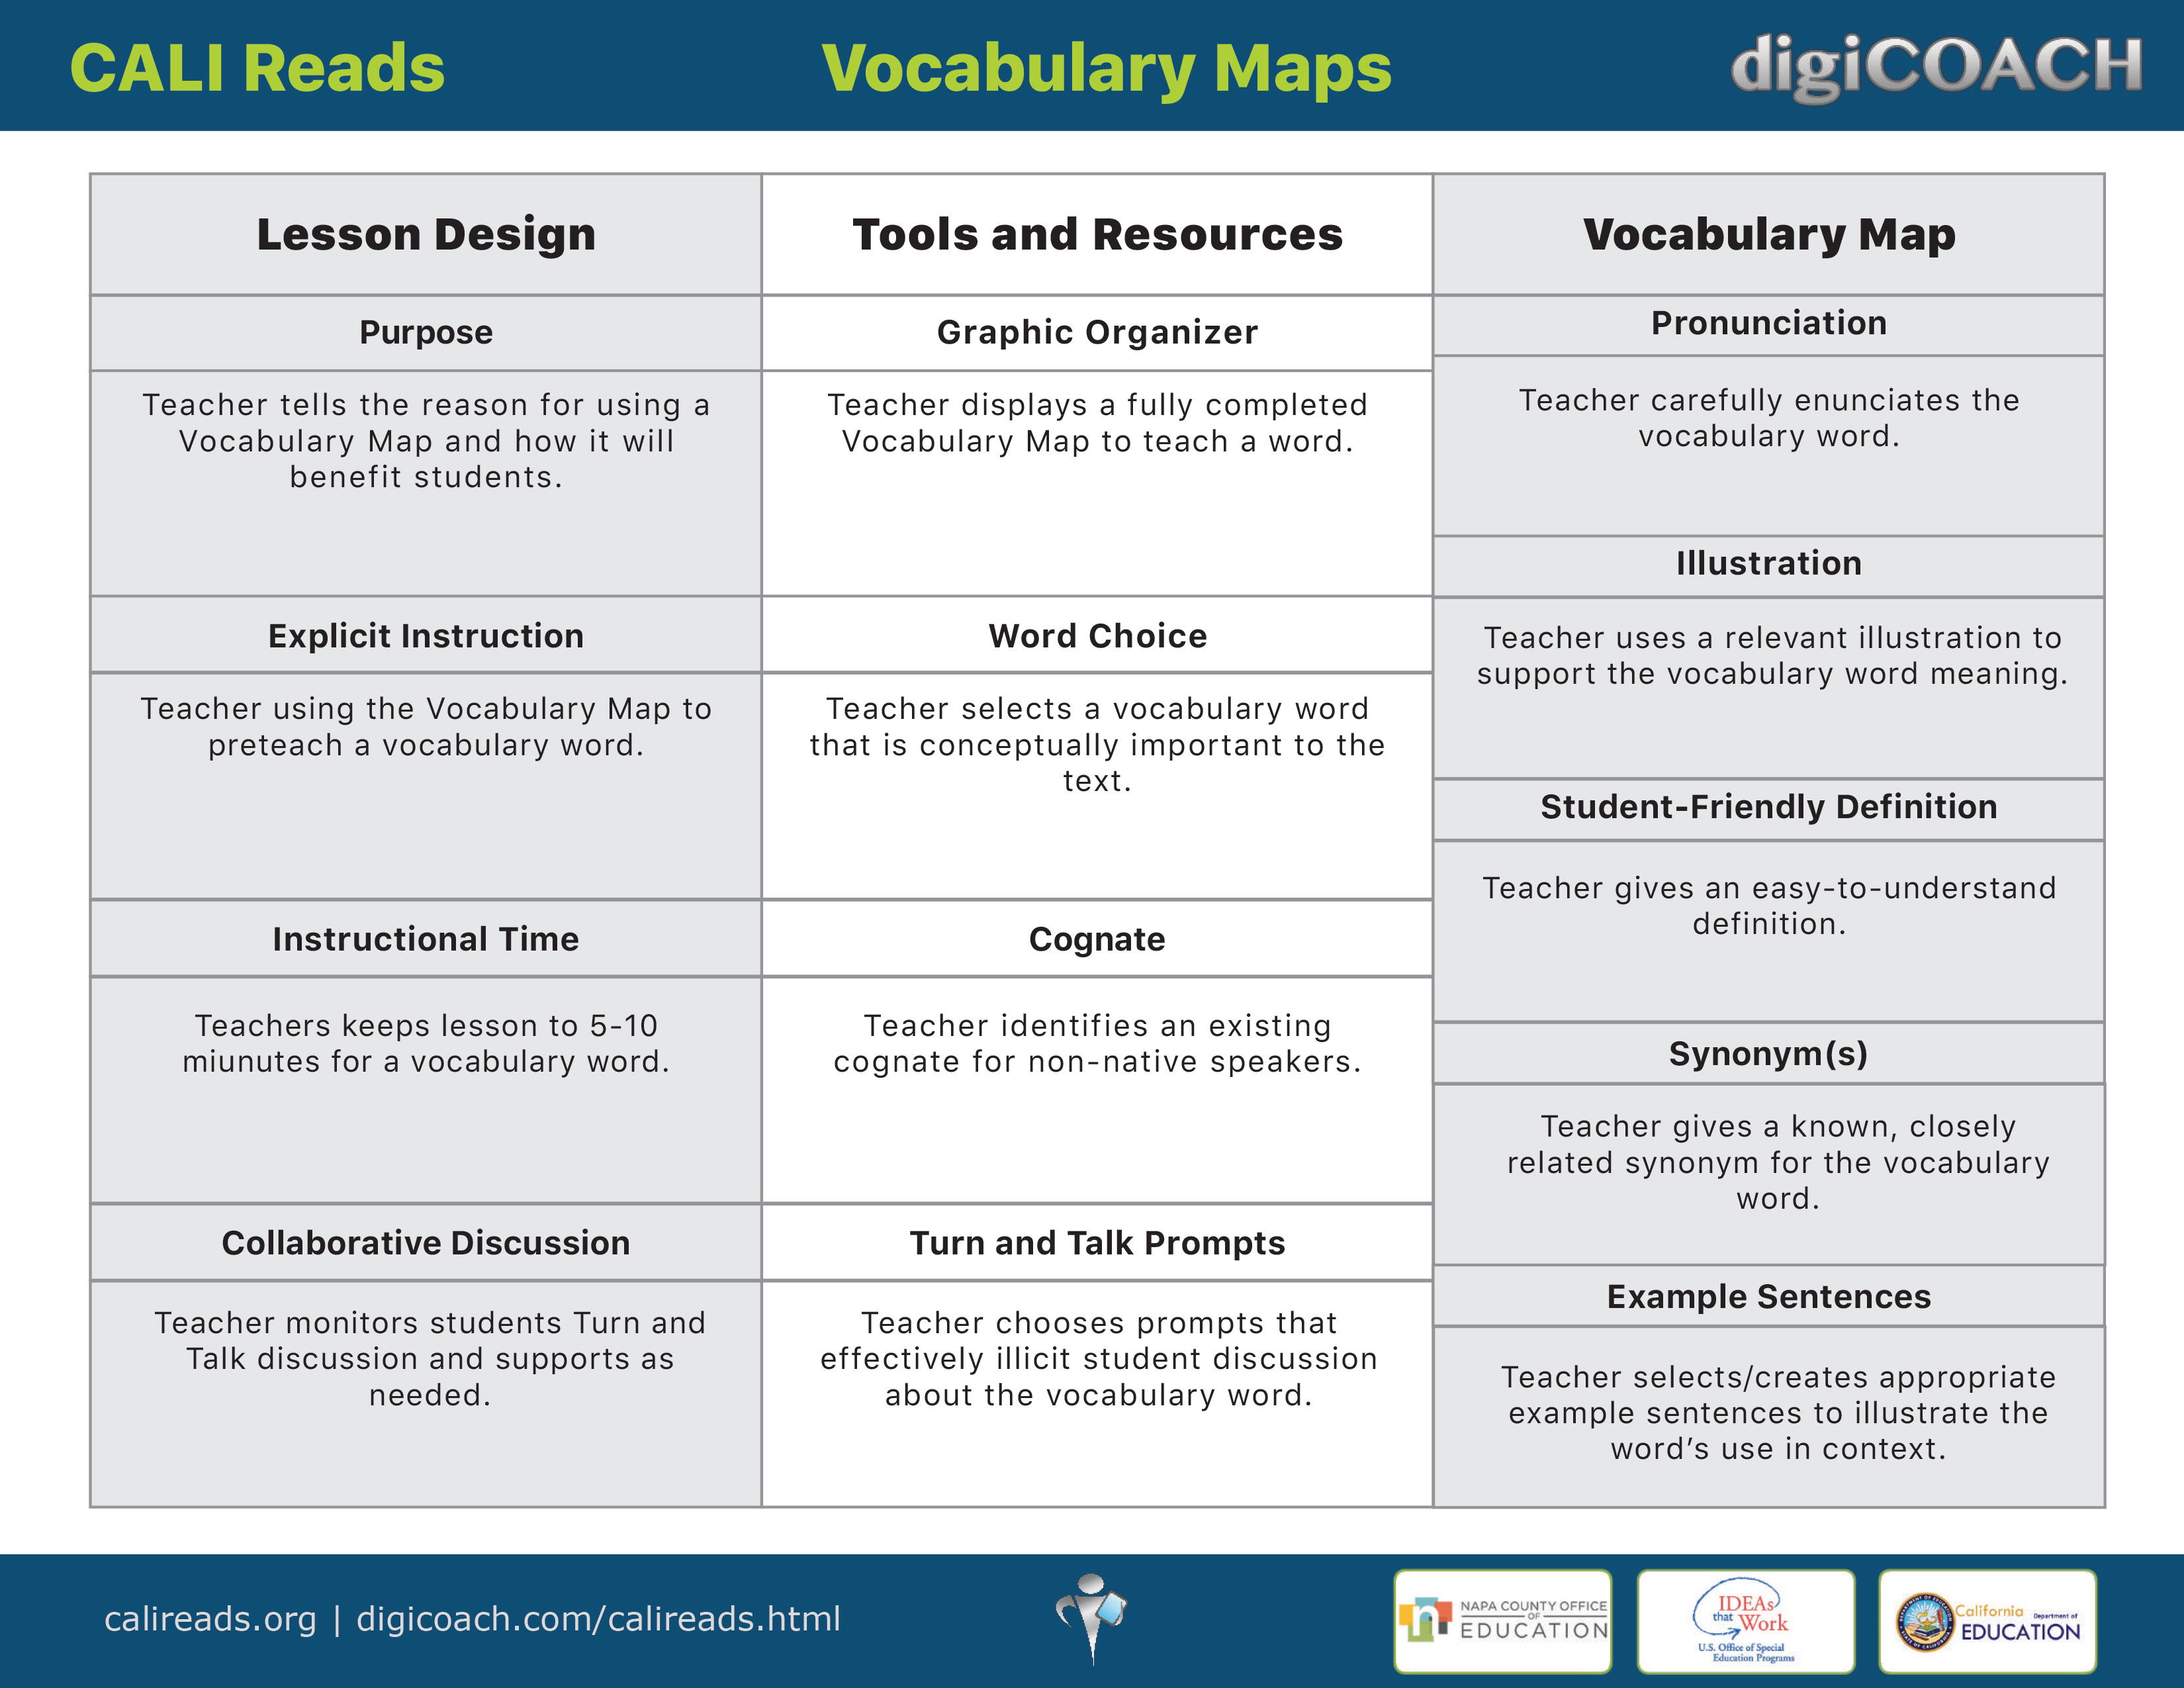 CALI Reads
Vocabulary Maps
digiCOACH
Lesson Design
Purpose
Teacher tells the reason for using a
Vocabulary Map and how it will
benefit students.
Explicit Instruction
Teacher using the Vocabulary Map to
preteach a vocabulary word.
Instructional Time
Teachers keeps lesson to 5-10
miunutes for a vocabulary word.
Collaborative Discussion
Teacher monitors students Turn and
Talk discussion and supports as
needed.
Tools and Resources
Graphic Organizer
Teacher displays a fully completed
Vocabulary Map to teach a word.
Word Choice
Teacher selects a vocabulary word
that is conceptually important to the
text.
Cognate
Teacher identifies an existing
cognate for non-native speakers.
Turn and Talk Prompts
Teacher chooses prompts that
effectively illicit student discussion
about the vocabulary word.
Vocabulary Map
Pronunciation
Teacher carefully enunciates the
vocabulary word.
Illustration
Teacher uses a relevant illustration to
support the vocabulary word meaning.
Student-Friendly Definition
Teacher gives an easy-to-understand
definition.
Synonym(s)
Teacher gives a known, closely
related synonym for the vocabulary
word.
Example Sentences
Teacher selects/creates appropriate
example sentences to illustrate the
word’s use in context.
calireads.org | digicoach.com/calireads.html
NAPA COUNTY OFFICE
OF
EDUCATION
IDEAs
that Work
U.S. Office of Special
Education Programs
California Department of
EDUCATION